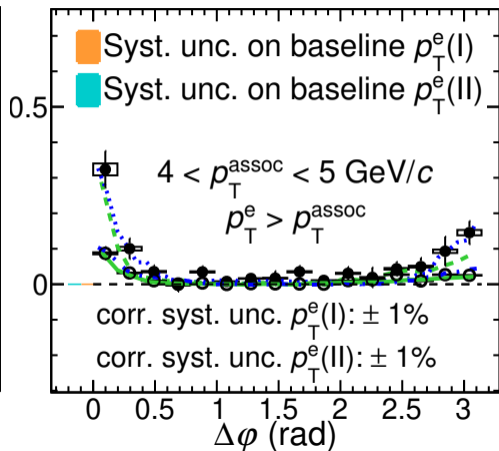 Syst. unc. on baseline p_T^e(I)
Syst. unc. on baseline p_T^e(II)
0.5
4 < p_T^assoc < 5 GeV/c
p_T^e > p_T^assoc
0
corr. syst. unc. p_T^e(I): ± 1%
corr. syst. unc. p_T^e(II): ± 1%
0 0.5 1 1.5 2 2.5 3
Δφ (rad)